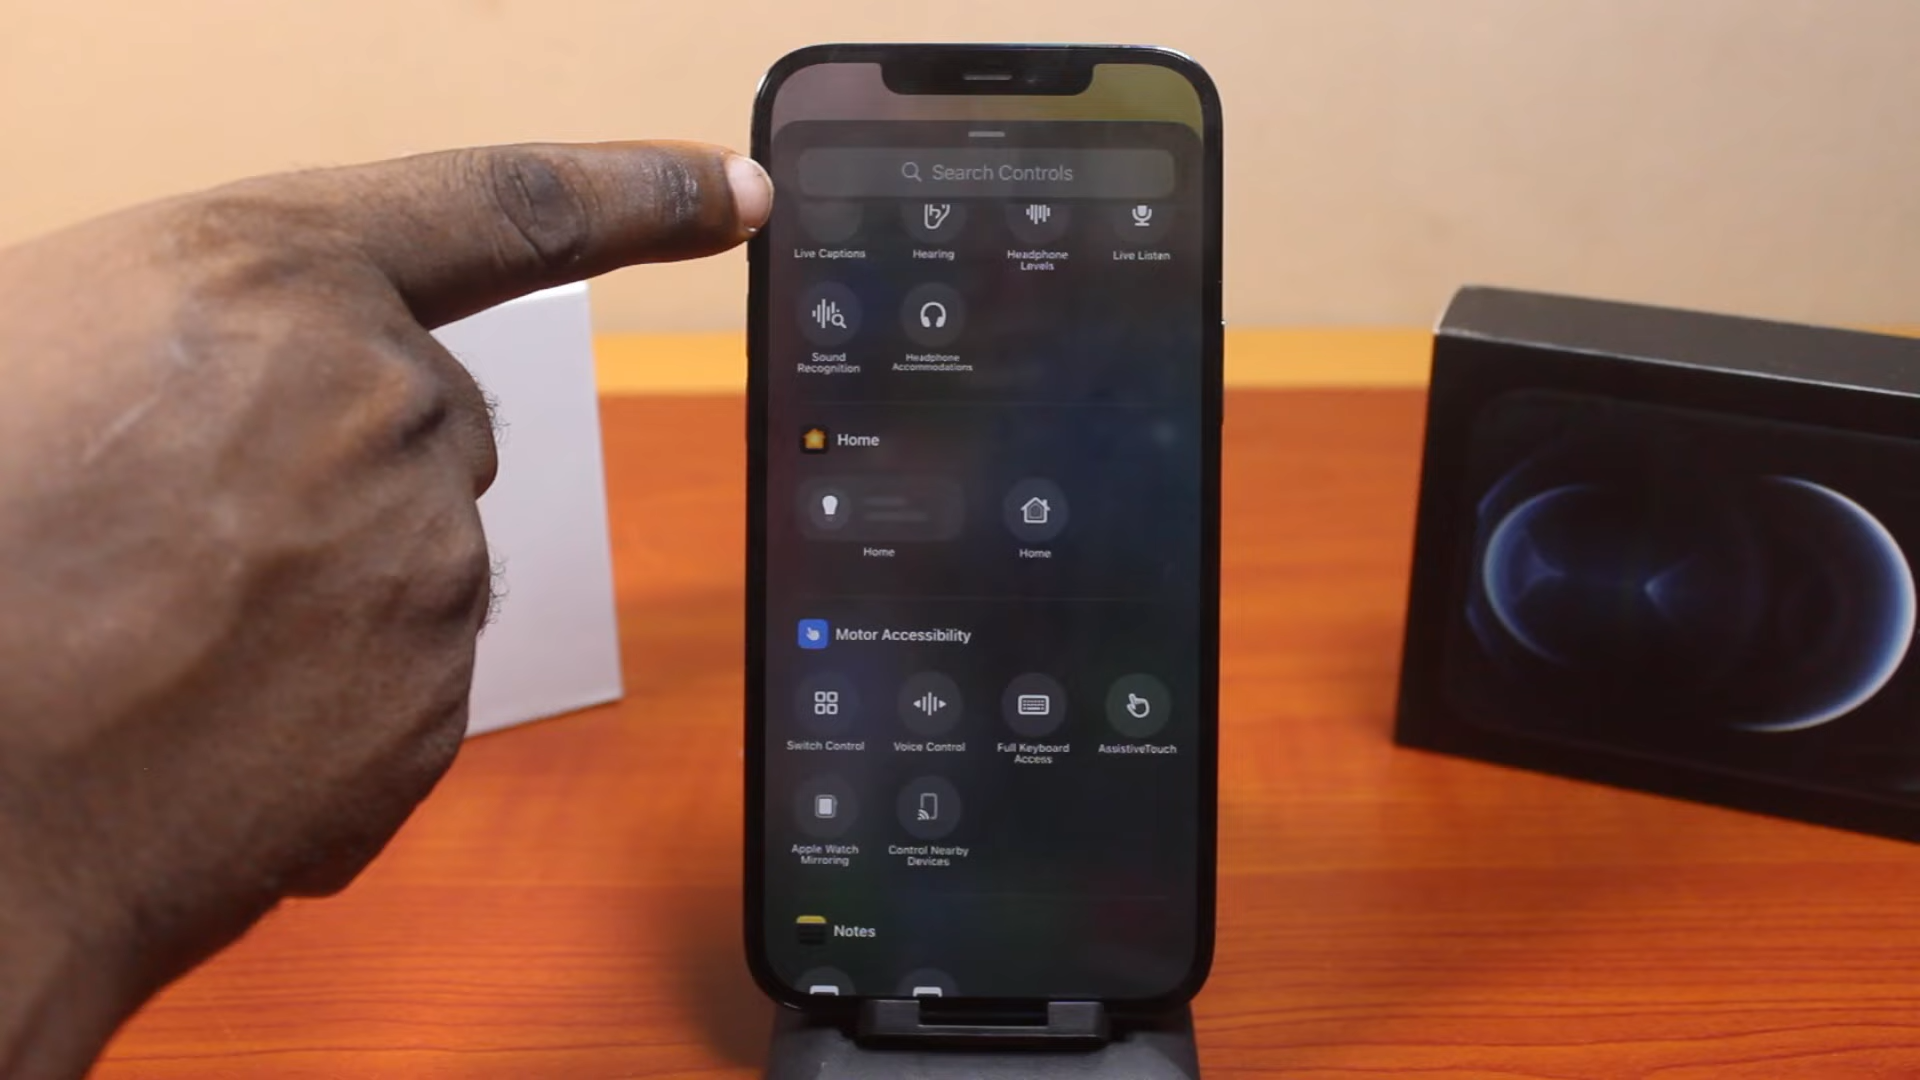 Search Controls
Live Captions
Hearing
Headphone
Levels
Live Listen
Sound
Recognition
Headphone
Accommodations
Home
Home
Home
Motor Accessibility
Switch Control
Voice Control
Full Keyboard
Access
AssistiveTouch
Apple Watch
Mirroring
Control Nearby
Devices
Notes